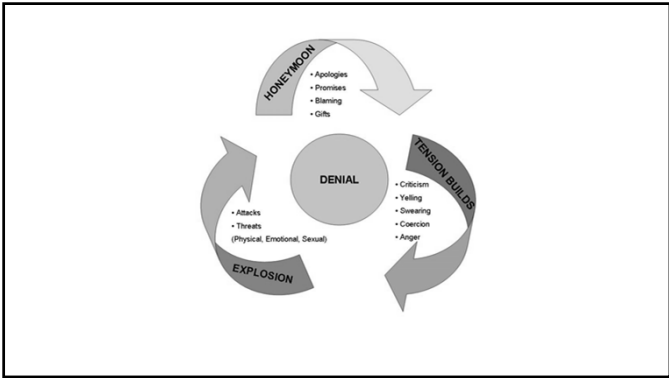 HONEYMOON
• Apologies
• Promises
• Blaming
• Gifts
TENSION BUILDS
• Criticism
• Yelling
• Swearing
• Coercion
• Anger
DENIAL
• Attacks
• Threats
(Physical, Emotional, Sexual)
EXPLOSION